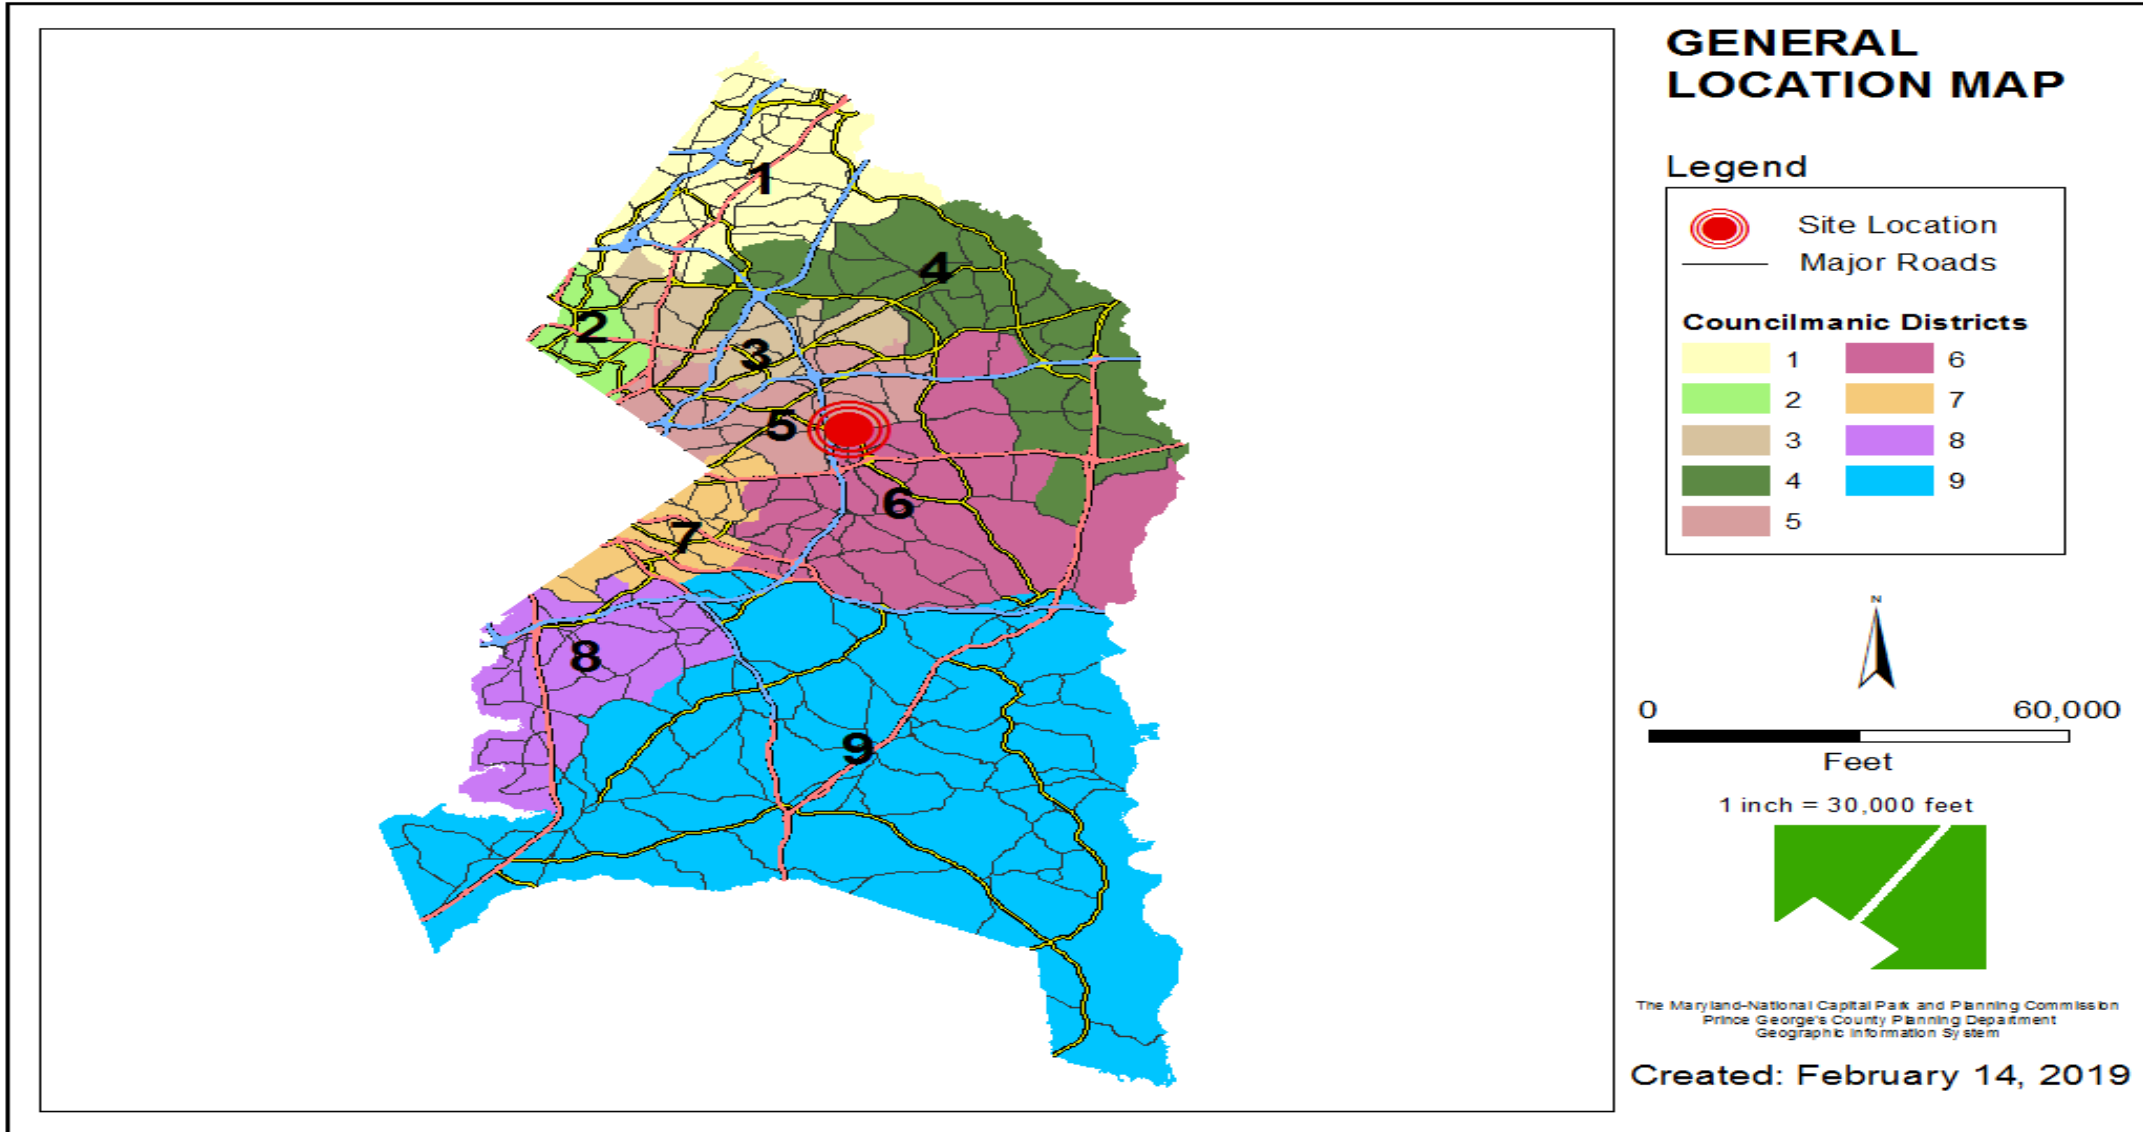 GENERAL
LOCATION MAP
Legend
Site Location
Major Roads
Councilmanic Districts
1
6
2
7
3
8
4
9
5
N
0
60,000
Feet
1 inch = 30,000 feet
The Maryland-National Capital Park and Planning Commission
Prince George's County Planning Department
Geographic Information System
Created: February 14, 2019
1
4
2
3
5
6
7
8
9